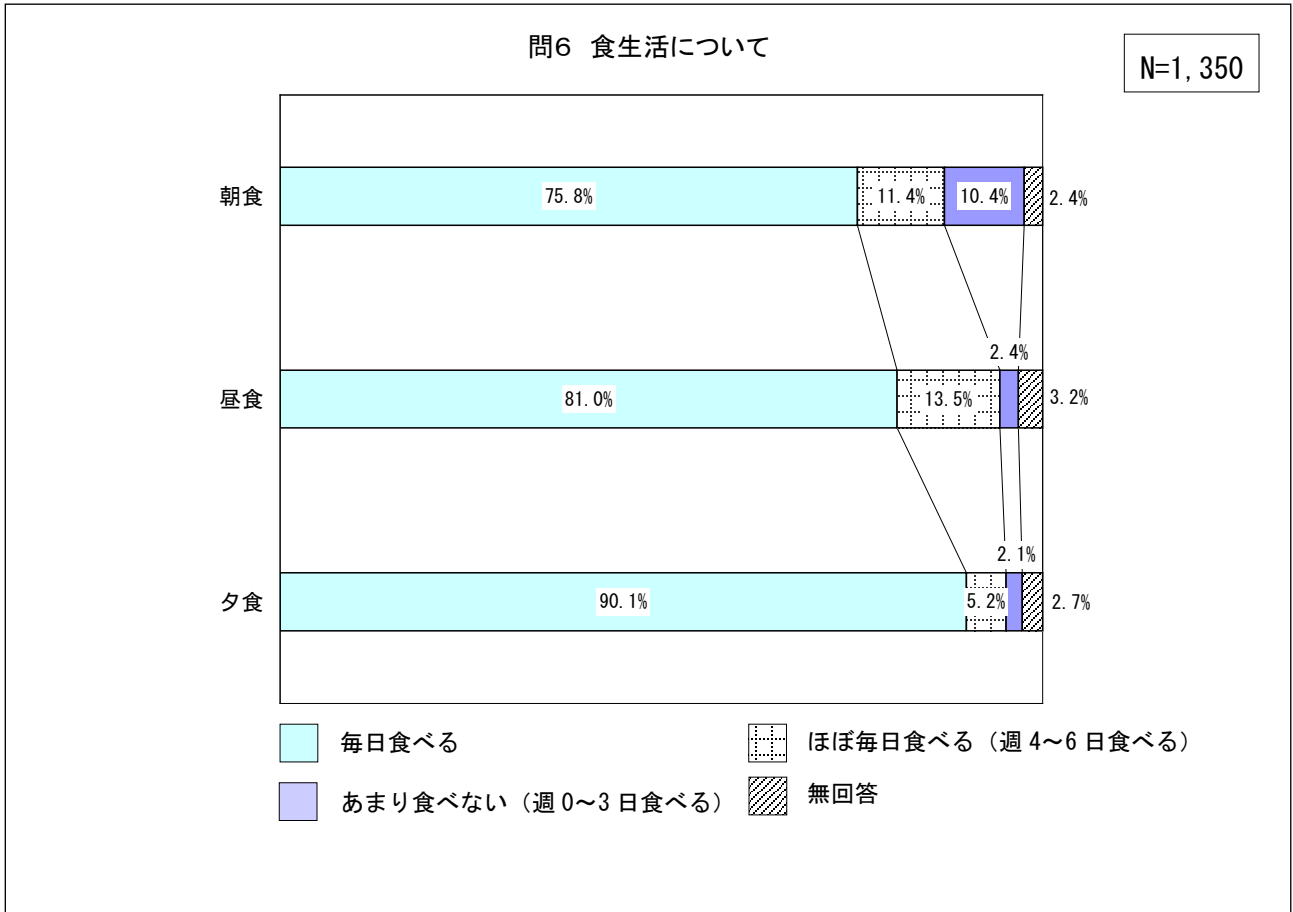 問6 食生活について
N=1,350
朝食
75.8%
11.4%
10.4%
2.4%
2.4%
昼食
81.0%
13.5%
3.2%
2.1%
夕食
90.1%
5.2%
2.7%
毎日食べる
ほぼ毎日食べる（週4～6日食べる）
あまり食べない（週0～3日食べる）
無回答